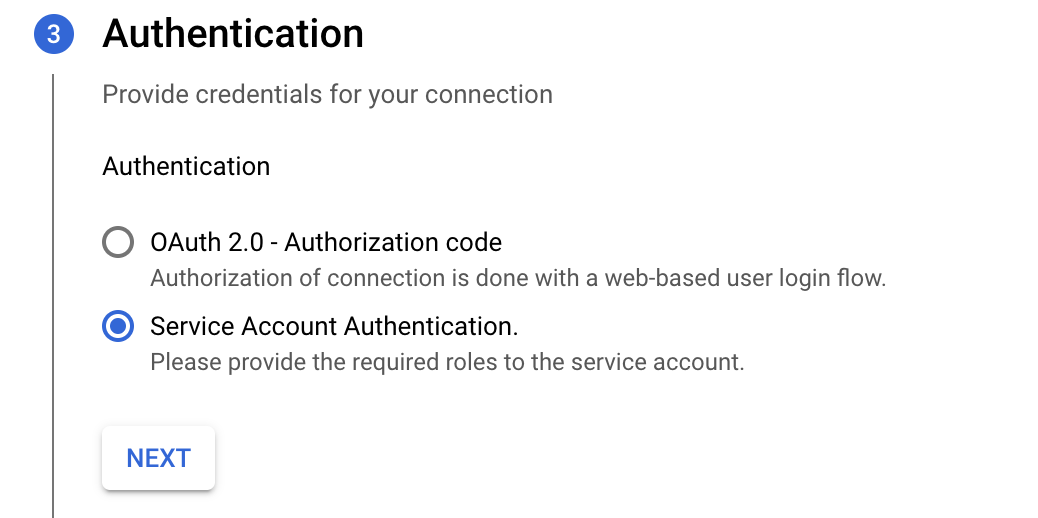 3 Authentication
Provide credentials for your connection
Authentication
OAuth 2.0 - Authorization code
Authorization of connection is done with a web-based user login flow.
Service Account Authentication.
Please provide the required roles to the service account.
NEXT